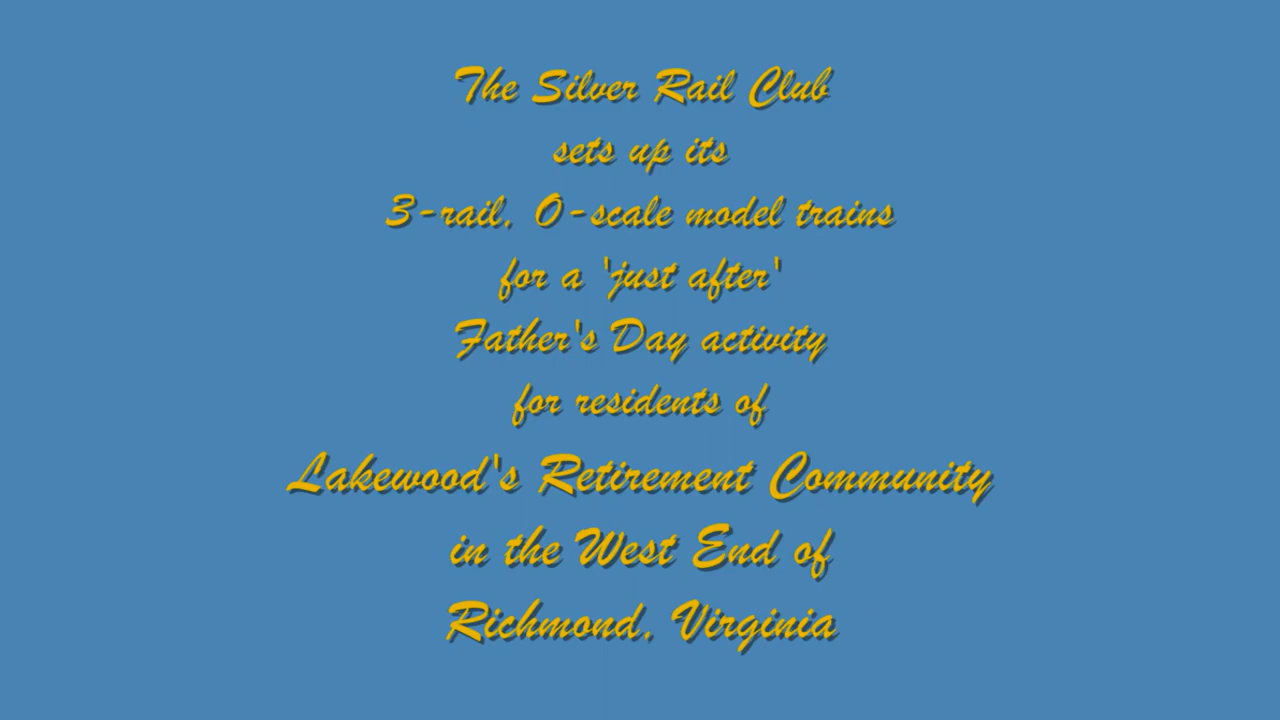 The Silver Rail Club
sets up its
3-rail, O-scale model trains
for a 'just after'
Father's Day activity
for residents of
Lakewood's Retirement Community
in the West End of
Richmond, Virginia